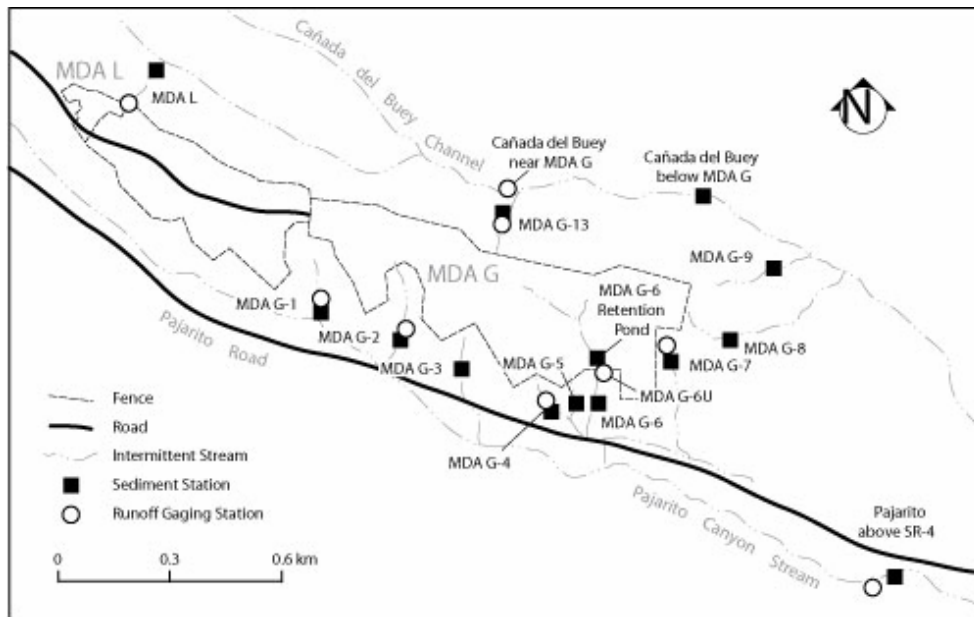 Cañada del Buey
Channel
MDA L
MDA L
N
Cañada del Buey
near MDA G
Cañada del Buey
below MDA G
MDA G-13
MDA G-9
MDA G
MDA G-6
Retention
Pond
MDA G-1
MDA G-2
MDA G-3
MDA G-5
MDA G-8
MDA G-7
MDA G-6U
MDA G-6
MDA G-4
Pajarito Road
Pajarito Canyon
Stream
Pajarito
above SR-4
Fence
Road
Intermittent Stream
Sediment Station
Runoff Gaging Station
0 0.3 0.6 km